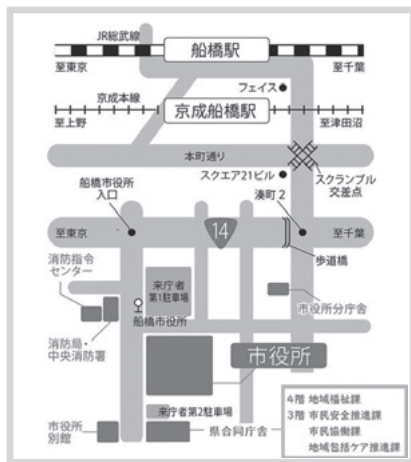 JR総武線
船橋駅
至東京
至千葉
フェイス
京成本線
京成船橋駅
至上野
至津田沼
本町通り
スクエア21ビル
スクランブル
交差点
船橋市役所
入口
湊町2
至東京
14
至千葉
歩道橋
消防指令
センター
来庁者
第1駐車場
市役所分庁舎
船橋市役所
消防局・
中央消防署
市役所
来庁者第2駐車場
市役所
別館
県合同庁舎
4階 地域福祉課
3階 市民安全推進課
市民協働課
地域包括ケア推進課